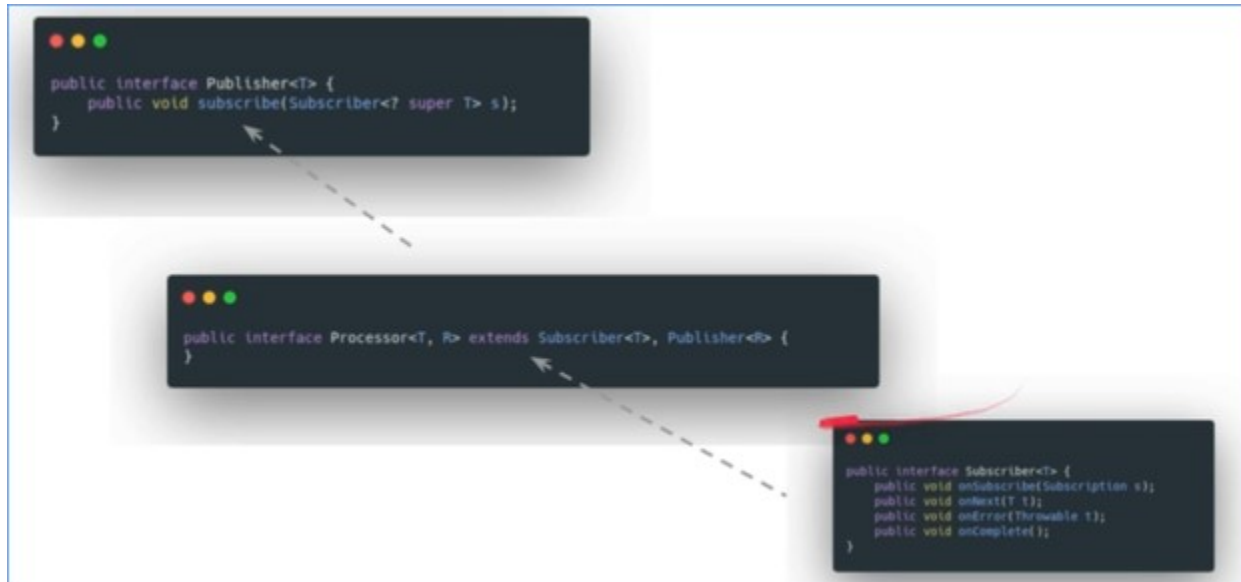 public interface Publisher<T> {
    public void subscribe(Subscriber<? super T> s);
}
public interface Processor<T, R> extends Subscriber<T>, Publisher<R> {
}
public interface Subscriber<T> {
    public void onSubscribe(Subscription s);
    public void onNext(T t);
    public void onError(Throwable t);
    public void onComplete();
}